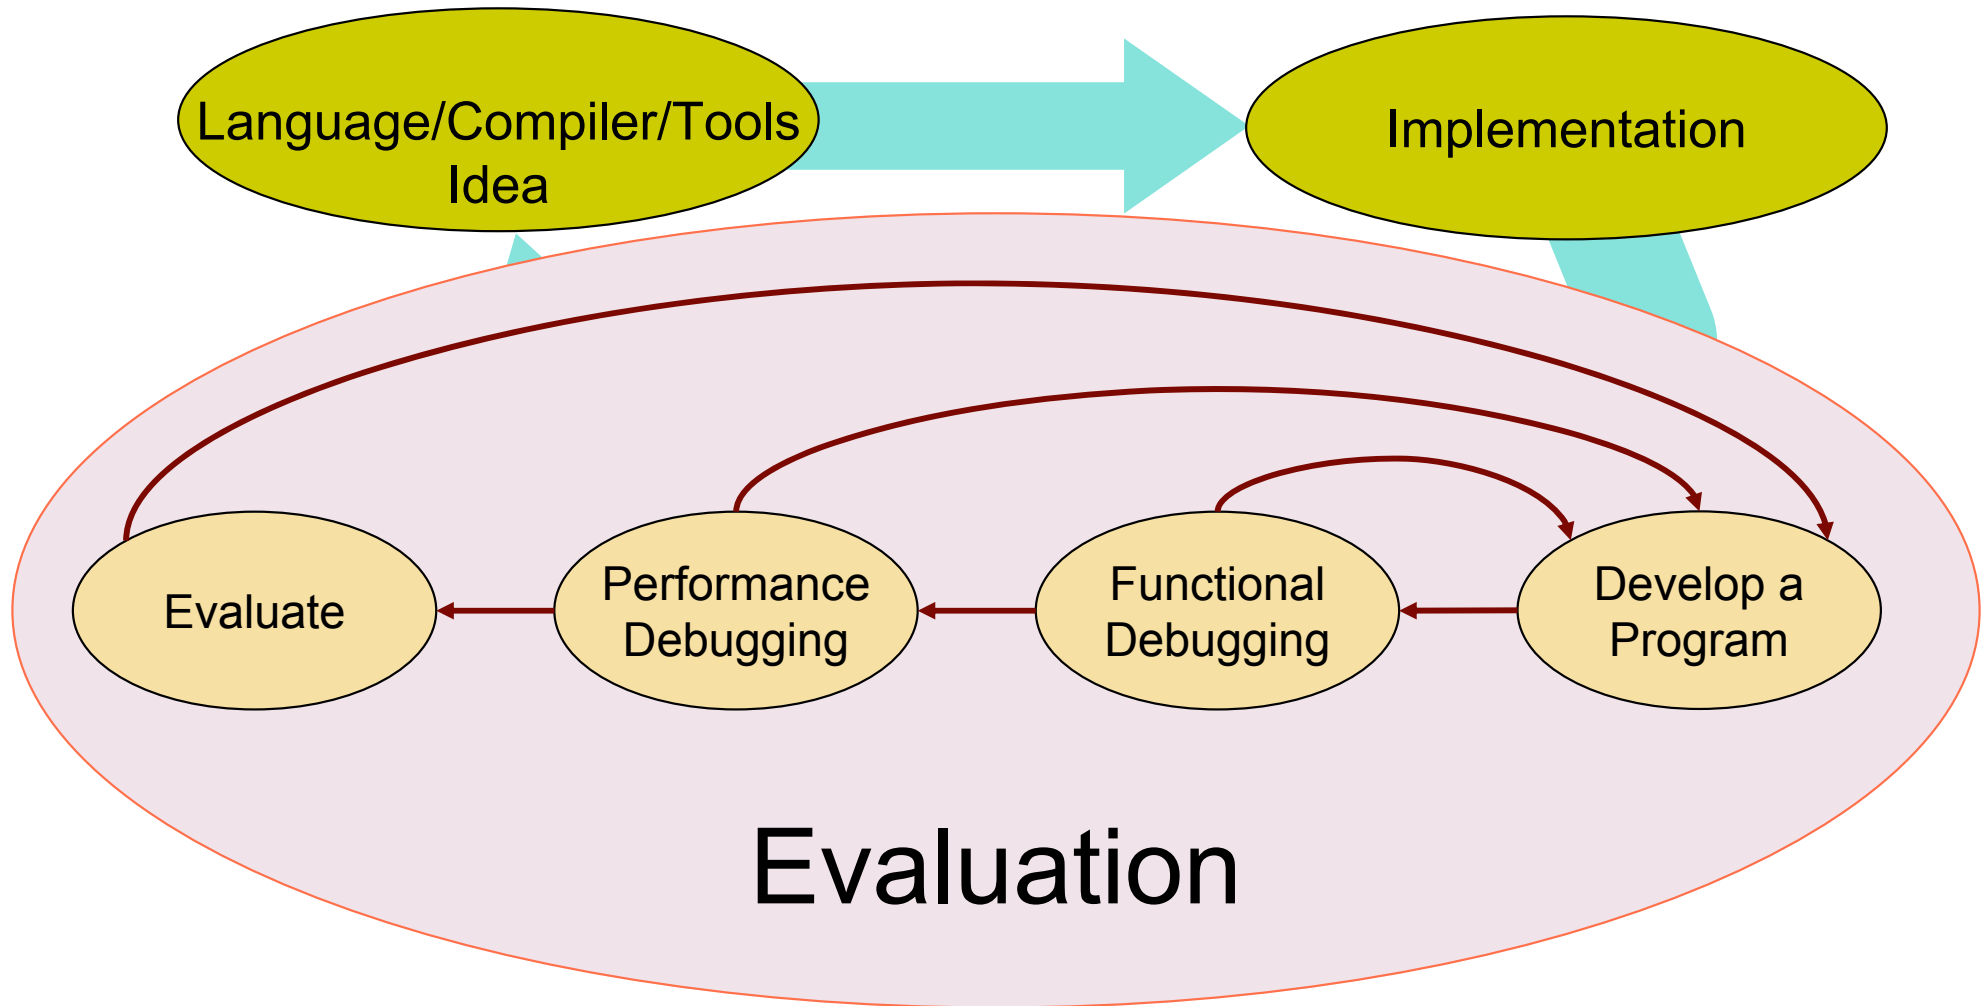 Language/Compiler/Tools
Idea
Implementation
Evaluate
Performance
Debugging
Functional
Debugging
Develop a
Program
Evaluation